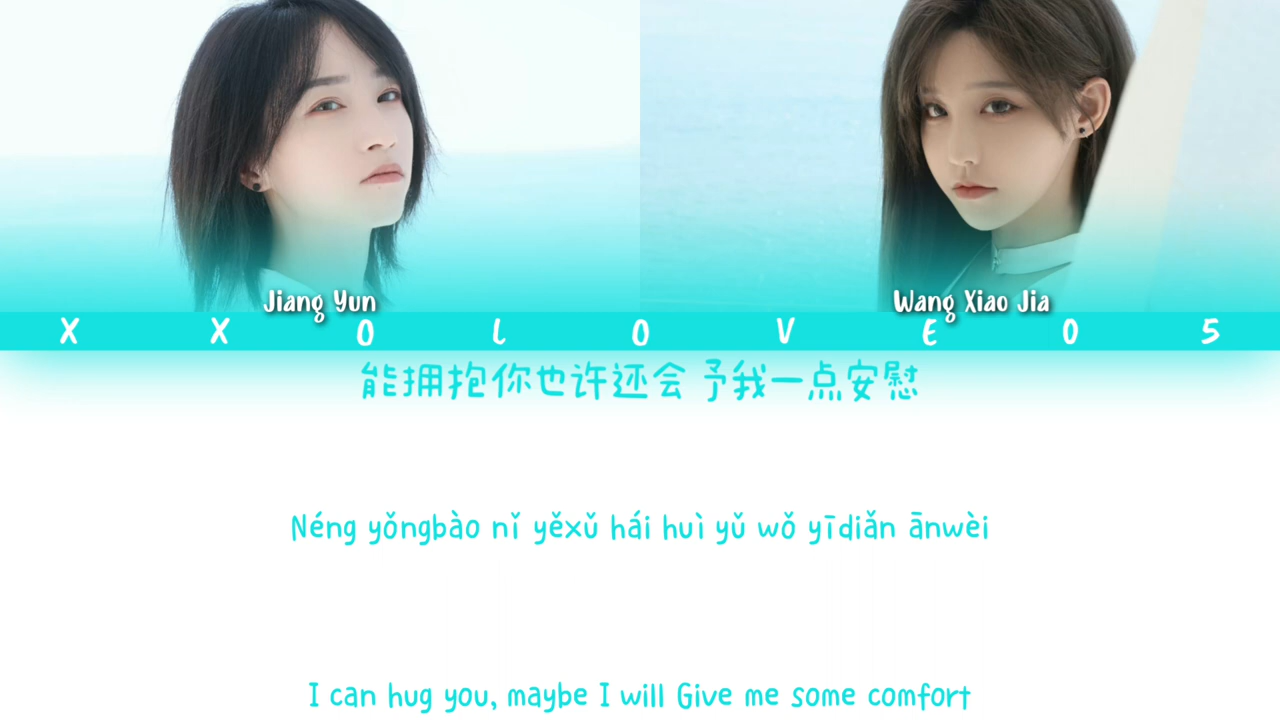 Jiang Yun
Wang Xiao Jia
X X O L O V E 0 5
能拥抱你也许还会 予我一点安慰
Néng yǒngbào nǐ yěxǔ hái huì yǔ wǒ yīdiǎn ānwèi
I can hug you, maybe I will Give me some comfort